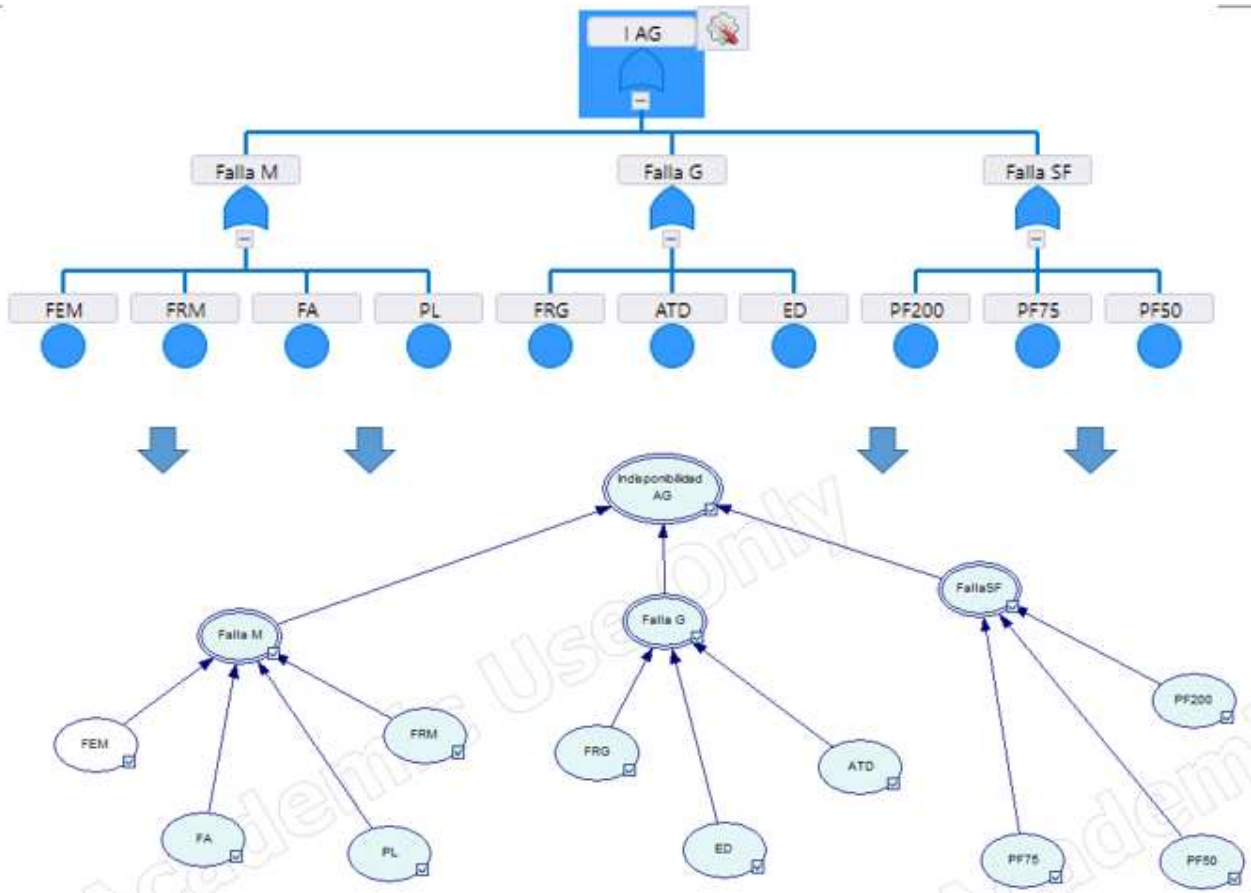 I AG
Falla M
Falla G
Falla SF
FEM
FRM
FA
PL
FRG
ATD
ED
PF200
PF75
PF50
Indisponibilidad
AG
FallaSF
Falla G
Falla M
PF200
FRM
FEM
FRG
ATD
FA
PL
ED
PF75
PF50
Academic Use Only
Academ